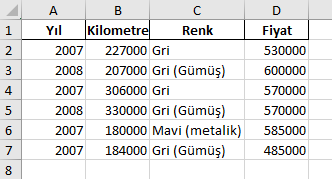 A B C D
1 Yıl Kilometre Renk Fiyat
2 2007 227000 Gri 530000
3 2008 207000 Gri (Gümüş) 600000
4 2007 306000 Gri 570000
5 2008 330000 Gri (Gümüş) 570000
6 2007 180000 Mavi (metalik) 585000
7 2007 184000 Gri (Gümüş) 485000
8